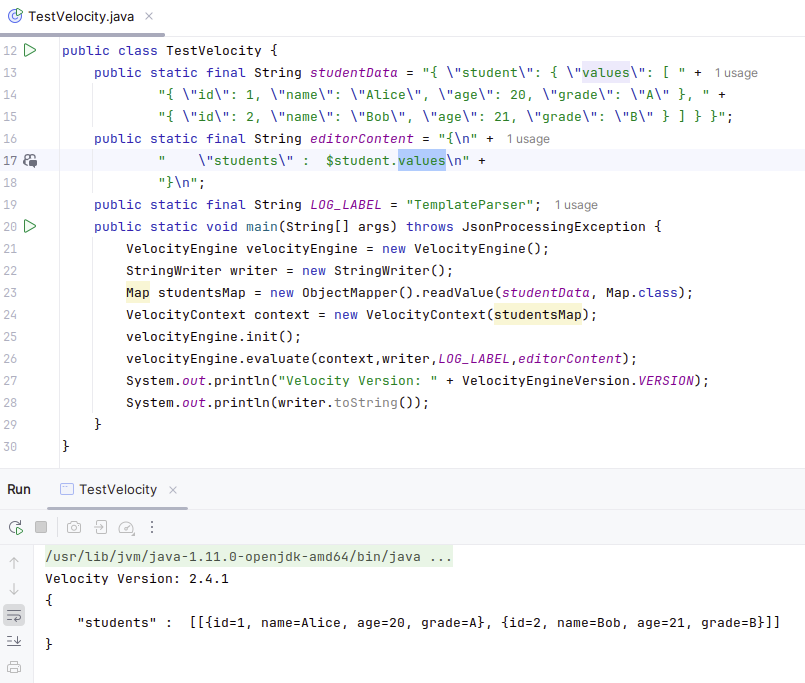 TestVelocity.java ×
12 public class TestVelocity {
13 public static final String studentData = "{ \"student\": { \"values\": [ " + 1 usage
14 "{ \"id\": 1, \"name\": \"Alice\", \"age\": 20, \"grade\": \"A\" }, " +
15 "{ \"id\": 2, \"name\": \"Bob\", \"age\": 21, \"grade\": \"B\" } ] } }";
16 public static final String editorContent = "{\n" + 1 usage
17 "    \"students\" :  $student.values\n" +
18 "}\n";
19 public static final String LOG_LABEL = "TemplateParser"; 1 usage
20 public static void main(String[] args) throws JsonProcessingException {
21 VelocityEngine velocityEngine = new VelocityEngine();
22 StringWriter writer = new StringWriter();
23 Map studentsMap = new ObjectMapper().readValue(studentData, Map.class);
24 VelocityContext context = new VelocityContext(studentsMap);
25 velocityEngine.init();
26 velocityEngine.evaluate(context,writer,LOG_LABEL,editorContent);
27 System.out.println("Velocity Version: " + VelocityEngineVersion.VERSION);
28 System.out.println(writer.toString());
29 }
30 }
Run TestVelocity ×
/usr/lib/jvm/java-1.11.0-openjdk-amd64/bin/java ...
Velocity Version: 2.4.1
{
"students" :  [[{id=1, name=Alice, age=20, grade=A}, {id=2, name=Bob, age=21, grade=B}]]
}